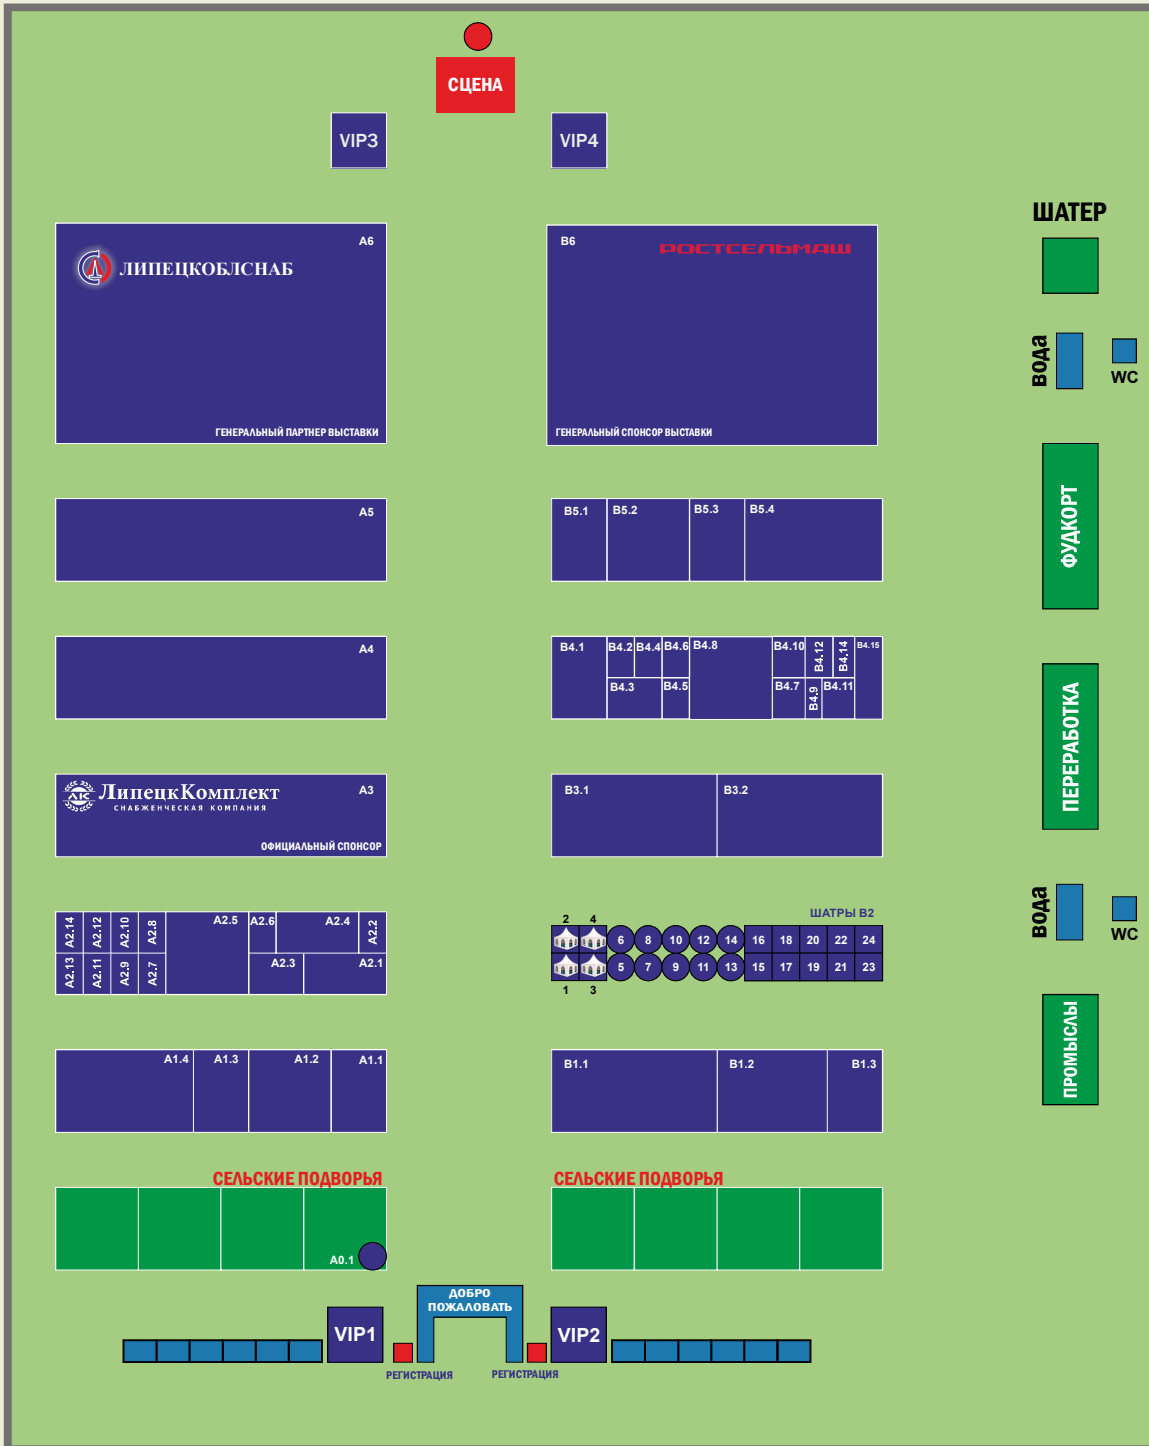 СЦЕНА
VIP3
VIP4
ШАТЕР
A6
ЛИПЕЦКОБЛСНАБ
ГЕНЕРАЛЬНЫЙ ПАРТНЕР ВЫСТАВКИ
B6
РОСТСЕЛЬМАШ
ГЕНЕРАЛЬНЫЙ СПОНСОР ВЫСТАВКИ
ВОДА
WC
A5
B5.1
B5.2
B5.3
B5.4
ФУДКОРТ
A4
B4.1
B4.2
B4.4
B4.6
B4.8
B4.10
B4.12
B4.14
B4.15
B4.3
B4.5
B4.7
B4.9
B4.11
ПЕРЕРАБОТКА
ЛК
ЛипецкКомплект
СНАБЖЕНЧЕСКАЯ КОМПАНИЯ
A3
ОФИЦИАЛЬНЫЙ СПОНСОР
B3.1
B3.2
A2.14
A2.12
A2.10
A2.8
A2.5
A2.6
A2.4
A2.2
A2.13
A2.11
A2.9
A2.7
A2.3
A2.1
ШАТРЫ B2
2 4
6 8 10 12 14 16 18 20 22 24
5 7 9 11 13 15 17 19 21 23
1 3
ВОДА
WC
A1.4
A1.3
A1.2
A1.1
B1.1
B1.2
B1.3
ПРОМЫСЛЫ
СЕЛЬСКИЕ ПОДВОРЬЯ
СЕЛЬСКИЕ ПОДВОРЬЯ
A0.1
ДОБРО
ПОЖАЛОВАТЬ
VIP1
VIP2
РЕГИСТРАЦИЯ
РЕГИСТРАЦИЯ